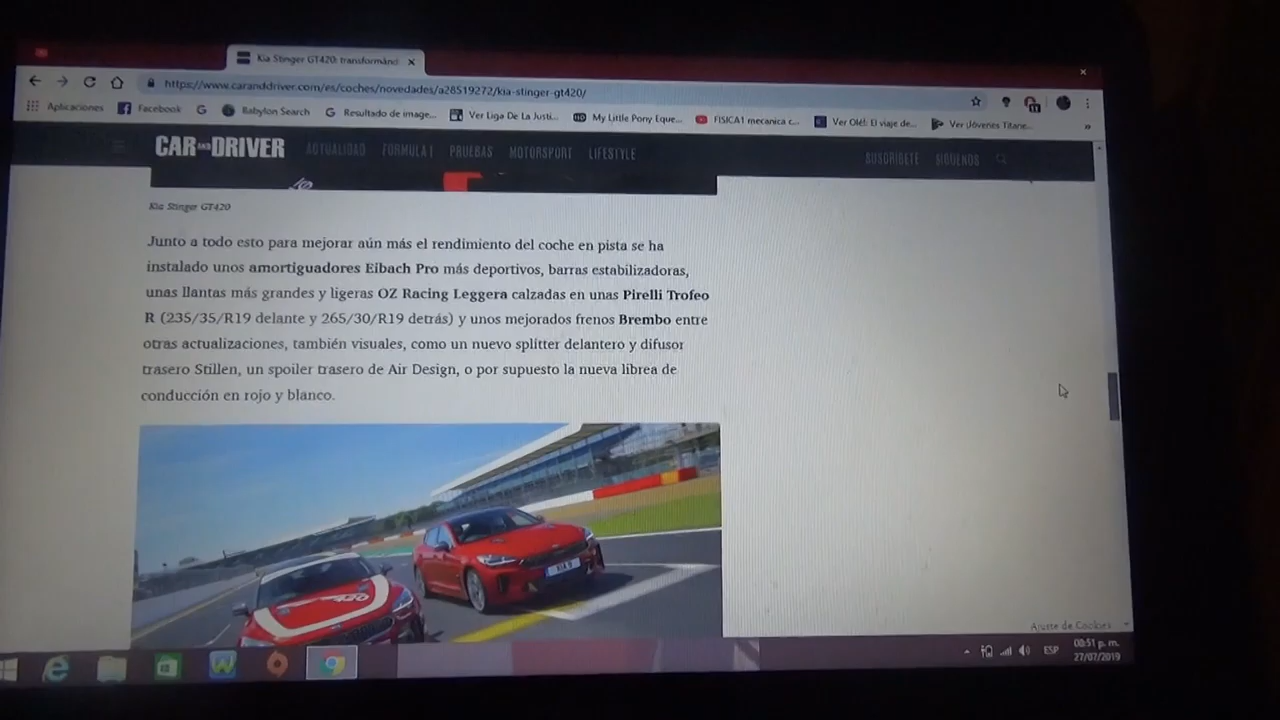 Kia Stinger GT420: transformand
https://www.caranddriver.com/es/coches/novedades/a28519272/kia-stinger-gt420/
Aplicaciones Facebook Babylon Search Resultado de image... Ver Liga De La Justi... My Little Pony Eque... FISICA1 mecanica c... Ver Olé!: El viaje de... Ver ¡Jóvenes Titane...
CAR AND DRIVER ACTUALIDAD FORMULA 1 PRUEBAS MOTORSPORT LIFESTYLE SUSCRÍBETE SÍGUENOS
Kia Stinger GT420
Junto a todo esto para mejorar aún más el rendimiento del coche en pista se ha
instalado unos amortiguadores Eibach Pro más deportivos, barras estabilizadoras,
unas llantas más grandes y ligeras OZ Racing Leggera calzadas en unas Pirelli Trofeo
R (235/35/R19 delante y 265/30/R19 detrás) y unos mejorados frenos Brembo entre
otras actualizaciones, también visuales, como un nuevo splitter delantero y difusor
trasero Stillen, un spoiler trasero de Air Design, o por supuesto la nueva librea de
conducción en rojo y blanco.
420
Ajuste de Cookies
ESP
08:51 p. m.
27/07/2019